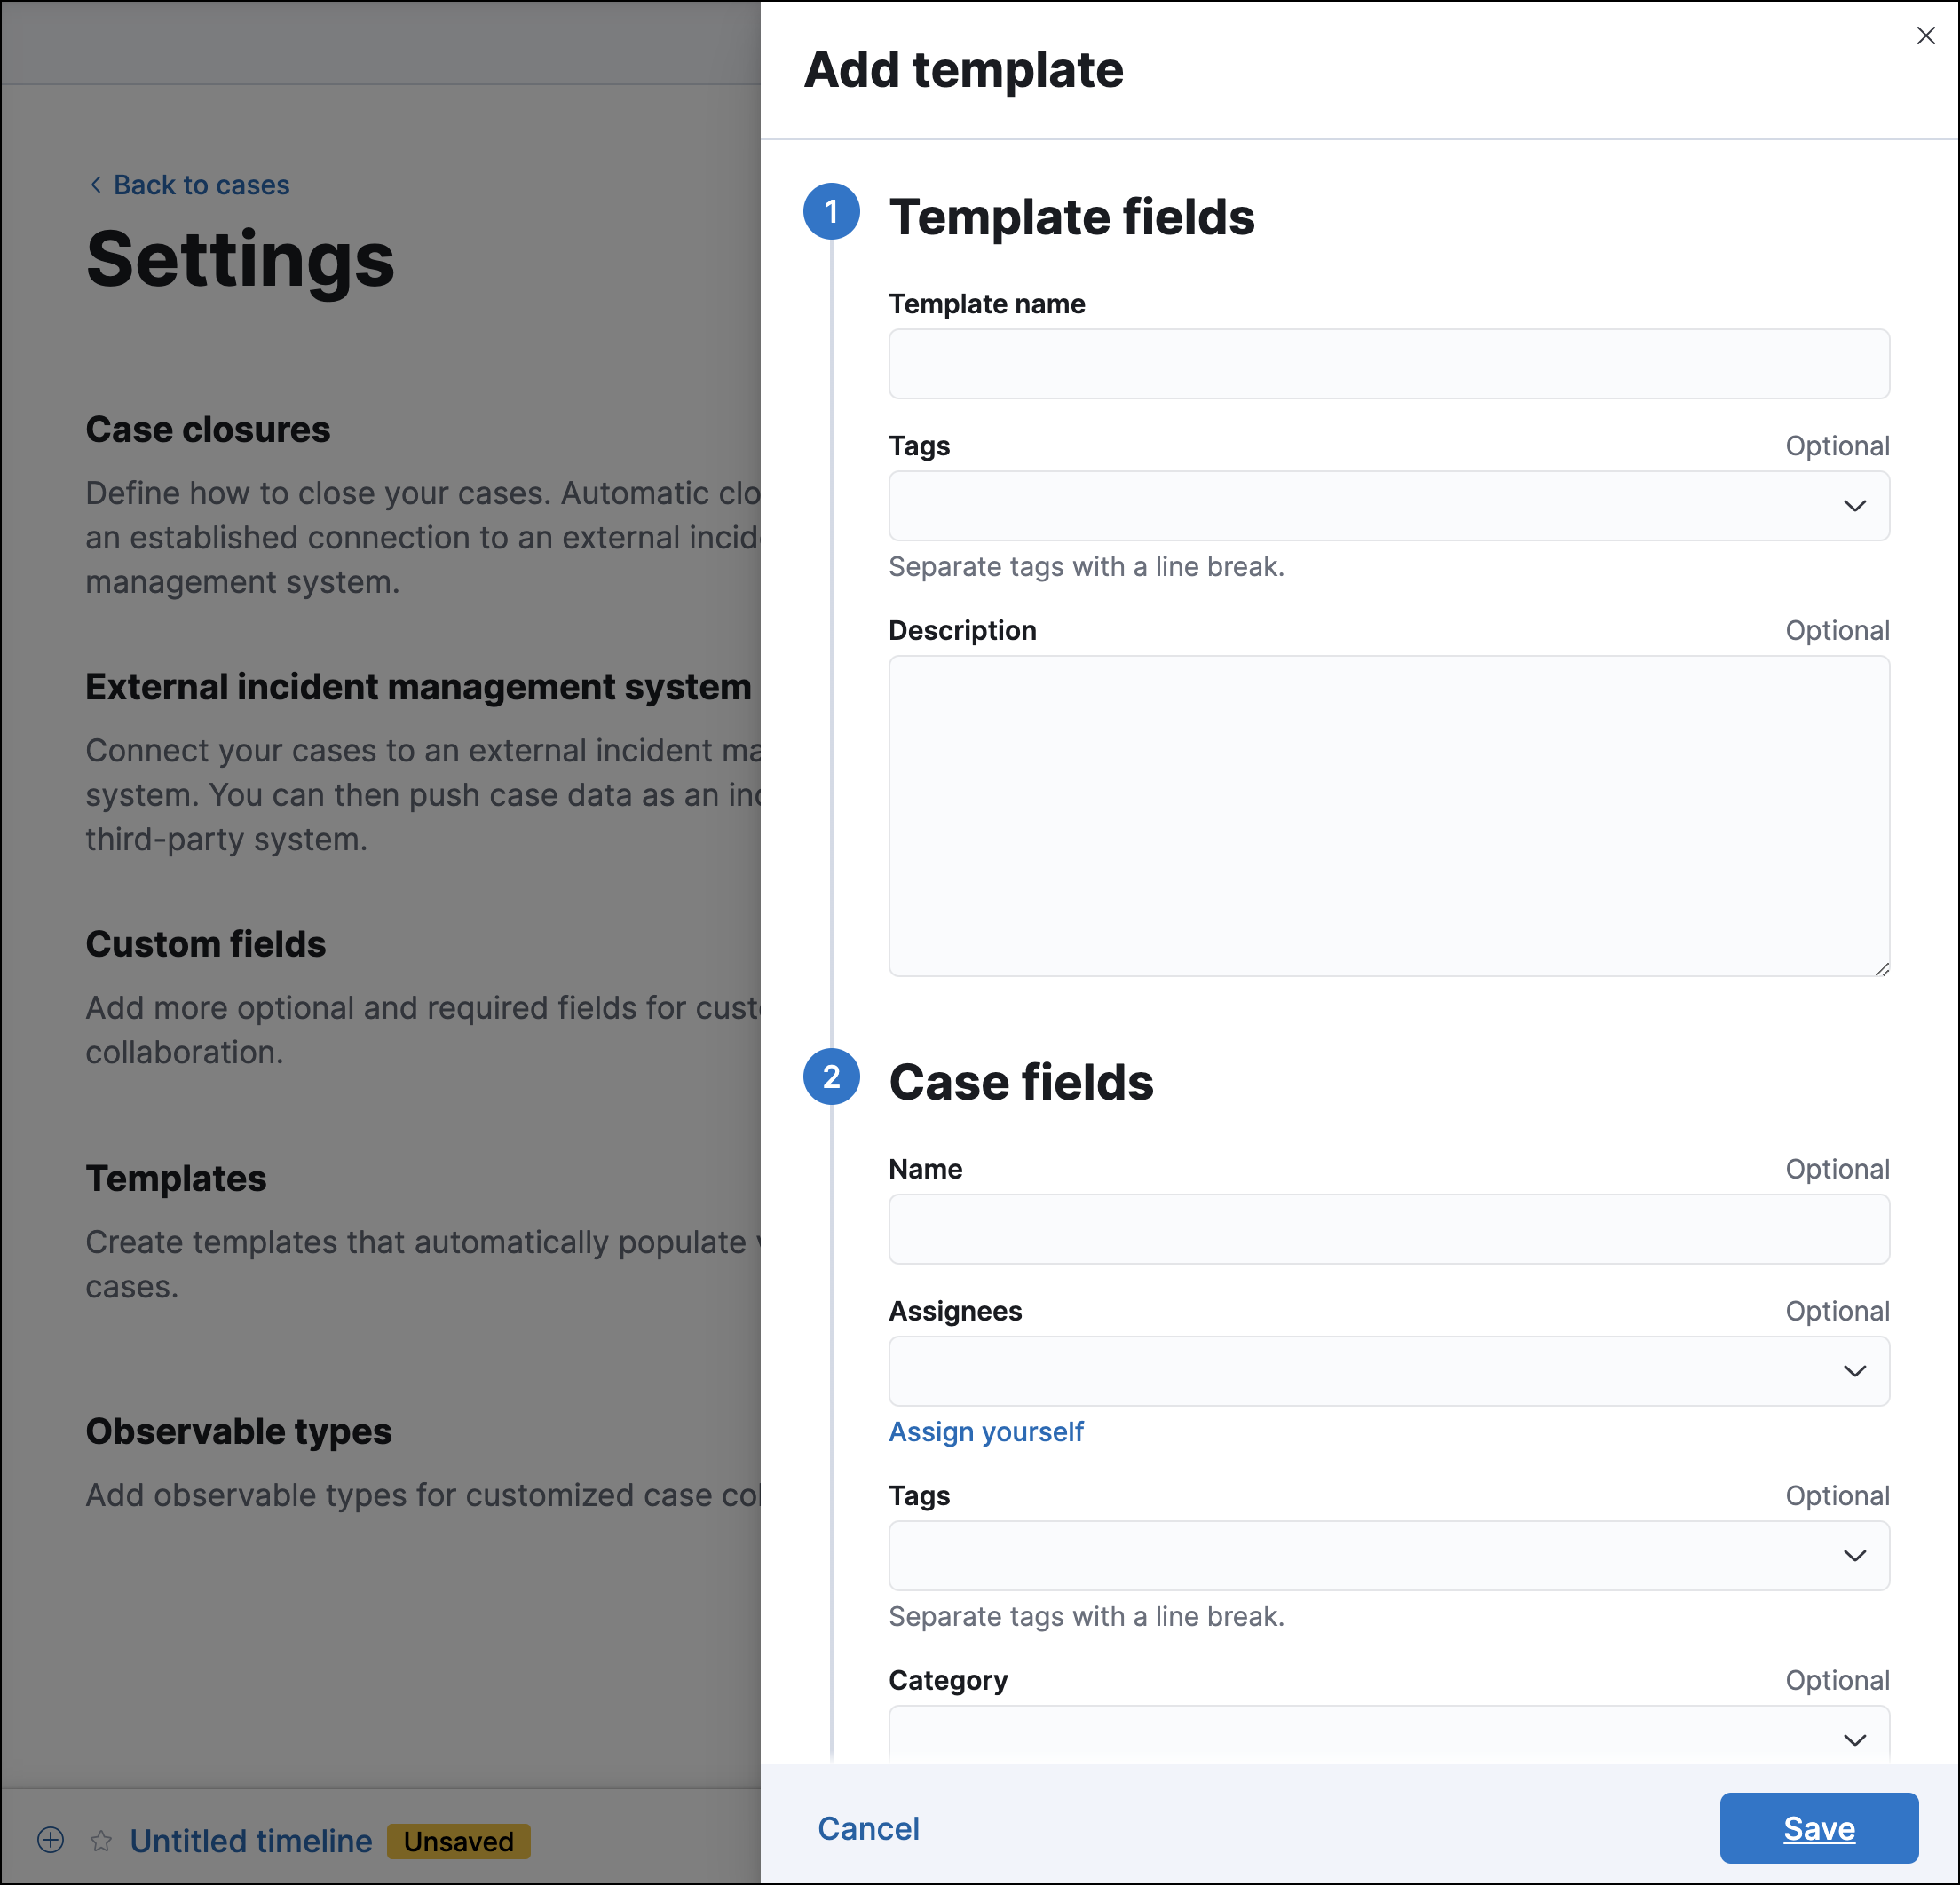 Back to cases
Settings
Case closures
Define how to close your cases. Automatic clo
an established connection to an external incid
management system.
External incident management system
Connect your cases to an external incident ma
system. You can then push case data as an inc
third-party system.
Custom fields
Add more optional and required fields for custo
collaboration.
Templates
Create templates that automatically populate
cases.
Observable types
Add observable types for customized case col
Untitled timeline
Unsaved
Add template
1
Template fields
Template name
Tags
Optional
Separate tags with a line break.
Description
Optional
2
Case fields
Name
Optional
Assignees
Optional
Assign yourself
Tags
Optional
Separate tags with a line break.
Category
Optional
Cancel
Save